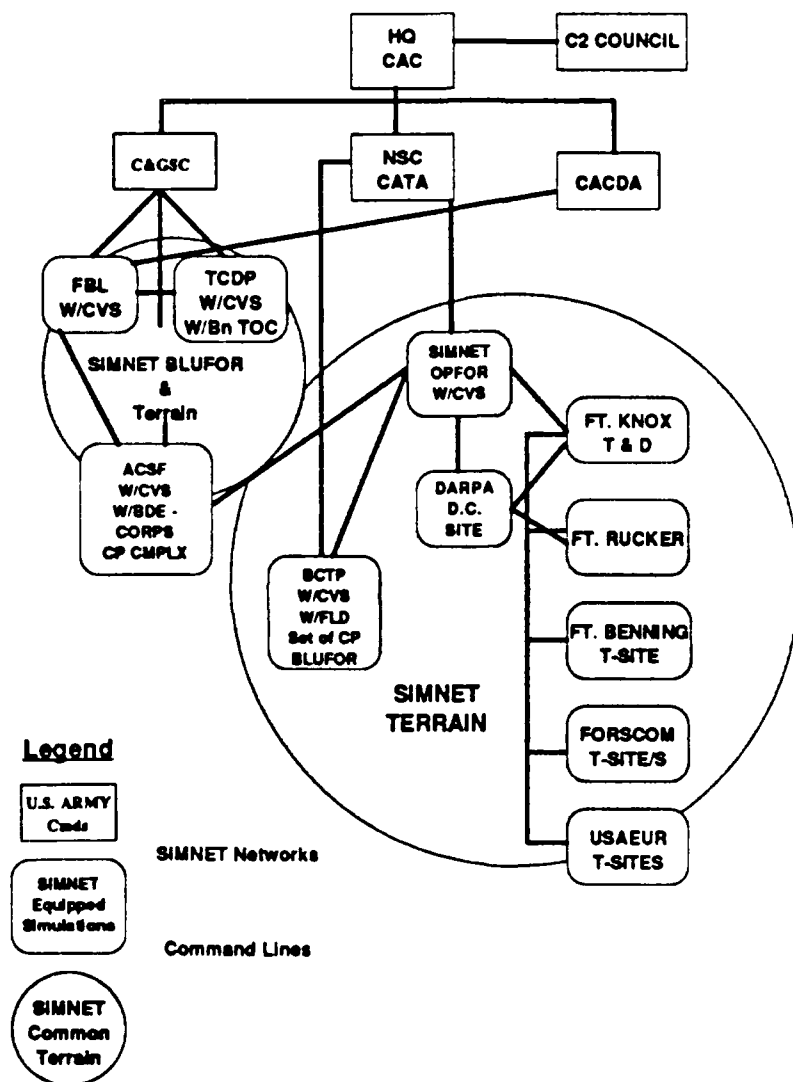 HQ
CAC
C2 COUNCIL
C&GSC
NSC
CATA
CACDA
FBL
W/CVS
TCDP
W/CVS
W/Bn TOC
SIMNET BLUFOR
&
Terrain
SIMNET
OPFOR
W/CVS
FT. KNOX
T & D
ACSF
W/CVS
W/BDE -
CORPS
CP CMPLX
DARPA
D.C.
SITE
FT. RUCKER
BCTP
W/CVS
W/FLD
Set of CP
BLUFOR
FT. BENNING
T-SITE
SIMNET
TERRAIN
FORSCOM
T-SITE/S
USAEUR
T-SITES
Legend
U.S. ARMY
Cmds
SIMNET Networks
SIMNET
Equipped
Simulations
Command Lines
SIMNET
Common
Terrain